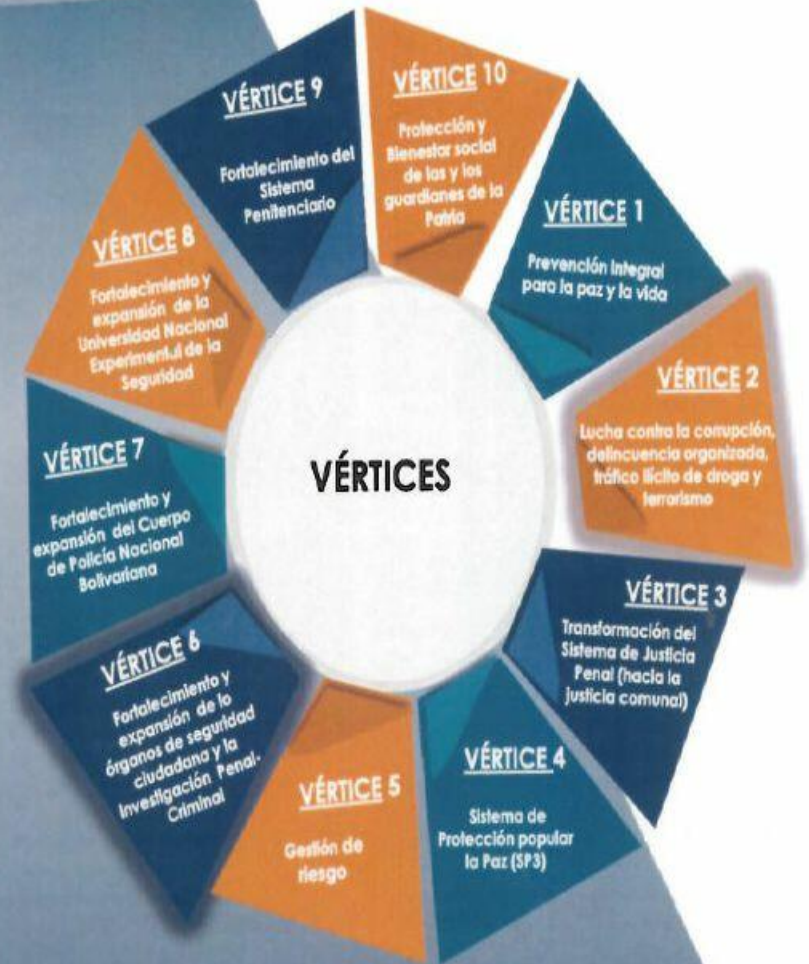 VÉRTICES
VÉRTICE 1
Prevención Integral
para la paz y la vida
VÉRTICE 2
Lucha contra la corrupción,
delincuencia organizada,
tráfico ilícito de droga y
terrorismo
VÉRTICE 3
Transformación del
Sistema de Justicia
Penal (hacia la
justicia comunal)
VÉRTICE 4
Sistema de
Protección popular
la Paz (SP3)
VÉRTICE 5
Gestión de
riesgo
VÉRTICE 6
Fortalecimiento y
expansión de lo
órganos de seguridad
ciudadana y la
Investigación Penal-
Criminal
VÉRTICE 7
Fortalecimiento y
expansión del Cuerpo
de Policía Nacional
Bolivariana
VÉRTICE 8
Fortalecimiento y
expansión de la
Universidad Nacional
Experimental de la
Seguridad
VÉRTICE 9
Fortalecimiento del
Sistema
Penitenciario
VÉRTICE 10
Protección y
Bienestar social
de las y los
guardianes de la
Patria